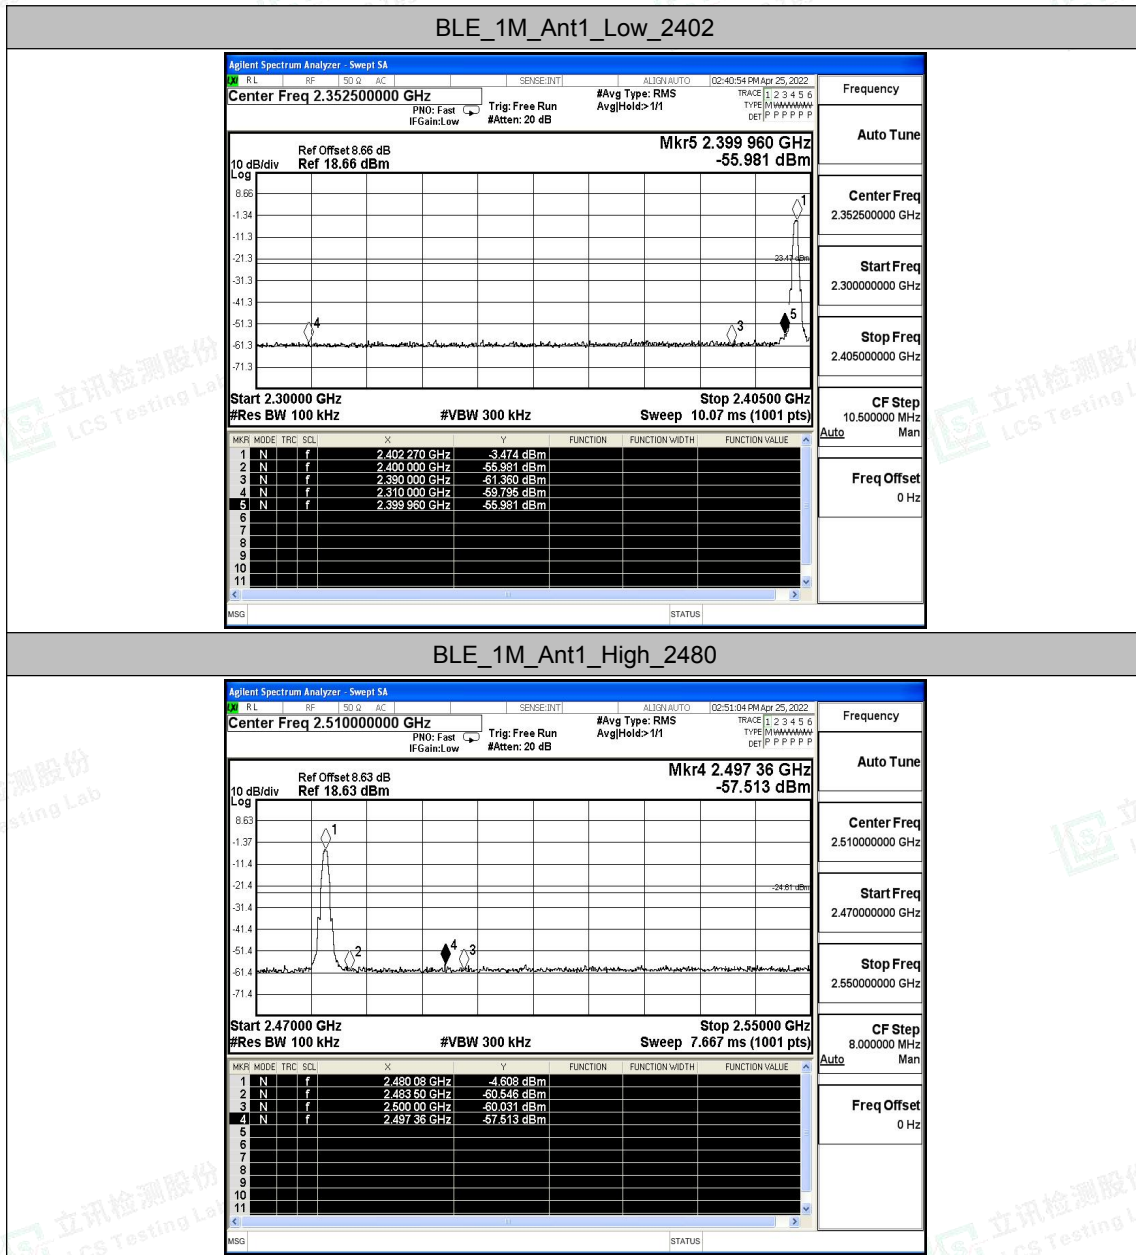 BLE_1M_Ant1_Low_2402
Agilent Spectrum Analyzer - Swept SA
RL RF 50 Ω AC SENSE:INT ALIGN AUTO 02:40:54 PM Apr 25, 2022
Center Freq 2.352500000 GHz
PNO: Fast
IFGain:Low
Trig: Free Run
#Atten: 20 dB
#Avg Type: RMS
Avg|Hold:>1/1
TRACE 1 2 3 4 5 6
TYPE M
DET P P P P P P
Mkr5 2.399 960 GHz
-55.981 dBm
Ref Offset 8.66 dB
10 dB/div Ref 18.66 dBm
Log
8.66
-1.34
-11.3
-21.3
-31.3
-41.3
-51.3
-61.3
-71.3
1
-23.47 dBm
4
3
5
Start 2.30000 GHz Stop 2.40500 GHz
#Res BW 100 kHz #VBW 300 kHz Sweep 10.07 ms (1001 pts)
MKR MODE TRC SCL X Y FUNCTION FUNCTION WIDTH FUNCTION VALUE
1 N f 2.402 270 GHz -3.474 dBm
2 N f 2.400 000 GHz -55.981 dBm
3 N f 2.390 000 GHz -61.360 dBm
4 N f 2.310 000 GHz -59.795 dBm
5 N f 2.399 960 GHz -55.981 dBm
6
7
8
9
10
11
MSG STATUS
Frequency
Auto Tune
Center Freq
2.352500000 GHz
Start Freq
2.300000000 GHz
Stop Freq
2.405000000 GHz
CF Step
10.500000 MHz
Auto Man
Freq Offset
0 Hz
BLE_1M_Ant1_High_2480
Agilent Spectrum Analyzer - Swept SA
RL RF 50 Ω AC SENSE:INT ALIGN AUTO 02:51:04 PM Apr 25, 2022
Center Freq 2.510000000 GHz
PNO: Fast
IFGain:Low
Trig: Free Run
#Atten: 20 dB
#Avg Type: RMS
Avg|Hold:>1/1
TRACE 1 2 3 4 5 6
TYPE M
DET P P P P P P
Mkr4 2.497 36 GHz
-57.513 dBm
Ref Offset 8.63 dB
10 dB/div Ref 18.63 dBm
Log
8.63
-1.37
-11.4
-21.4
-31.4
-41.4
-51.4
-61.4
-71.4
1
-24.61 dBm
2
4
3
Start 2.47000 GHz Stop 2.55000 GHz
#Res BW 100 kHz #VBW 300 kHz Sweep 7.667 ms (1001 pts)
MKR MODE TRC SCL X Y FUNCTION FUNCTION WIDTH FUNCTION VALUE
1 N f 2.480 08 GHz -4.608 dBm
2 N f 2.483 50 GHz -60.546 dBm
3 N f 2.500 00 GHz -60.031 dBm
4 N f 2.497 36 GHz -57.513 dBm
5
6
7
8
9
10
11
MSG STATUS
Frequency
Auto Tune
Center Freq
2.510000000 GHz
Start Freq
2.470000000 GHz
Stop Freq
2.550000000 GHz
CF Step
8.000000 MHz
Auto Man
Freq Offset
0 Hz
立讯检测股份
LCS Testing Lab